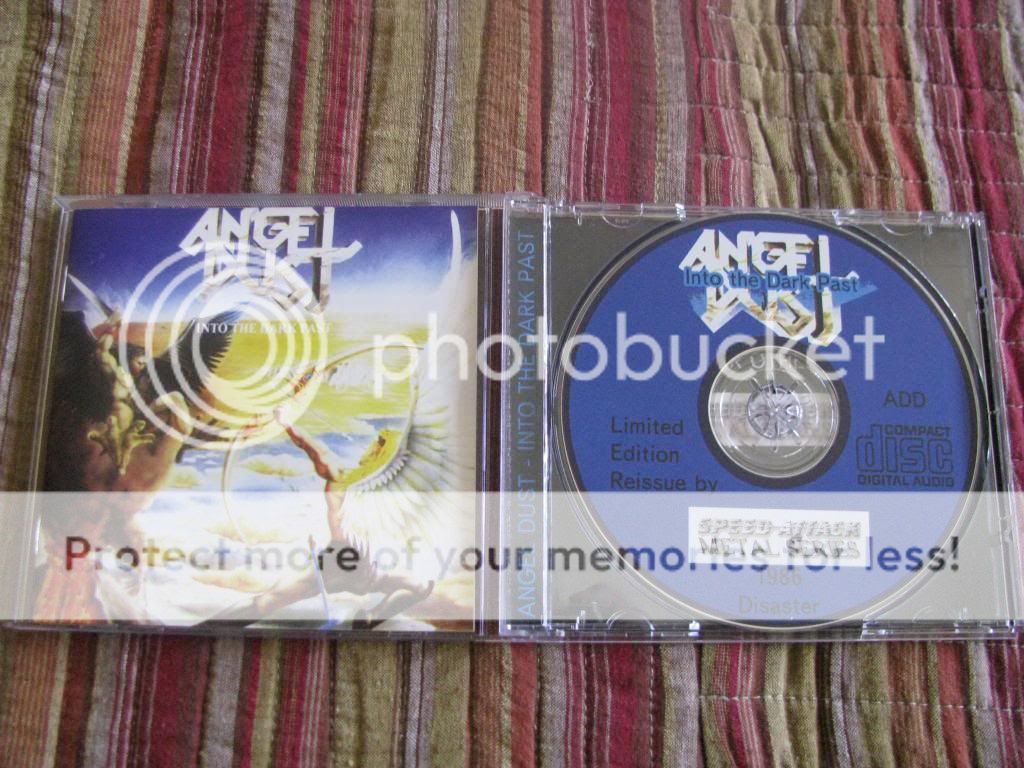 ANGEL
DUST
INTO THE DARK PAST
ANGEL DUST - INTO THE DARK PAST
ANGEL
Into the Dark Past
DUST
ADD
Limited
Edition
Reissue by
COMPACT
disc
DIGITAL AUDIO
SPEED ATTACK
METAL SERIES
1986
Disaster
photobucket
Protect more of your memories for less!